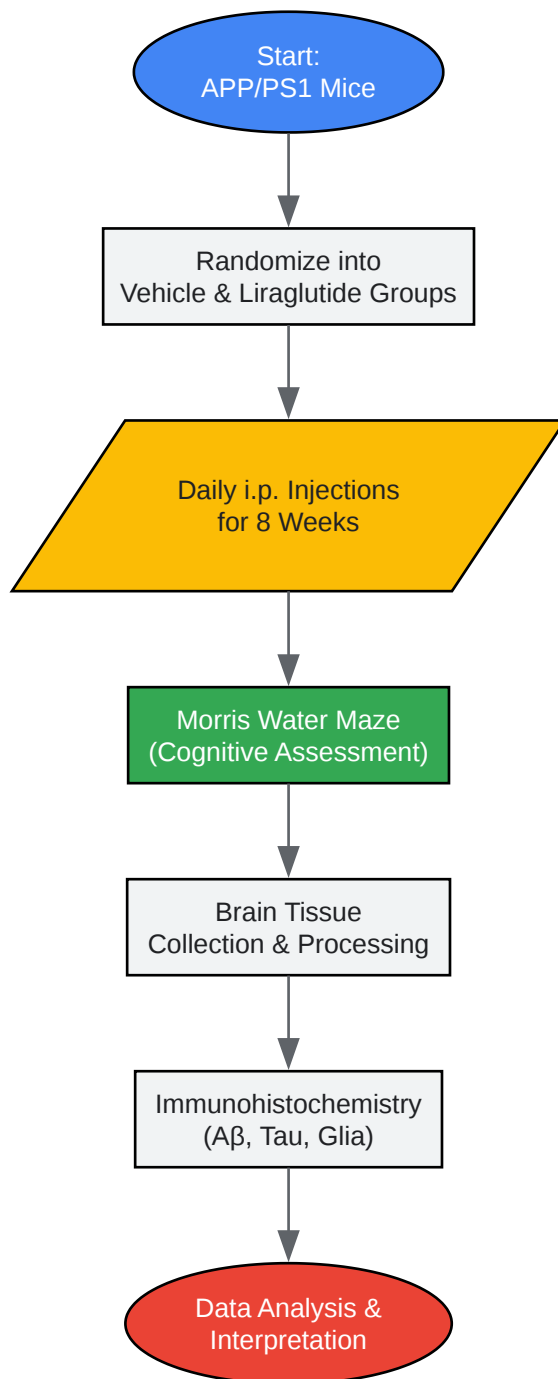 Start:
APP/PS1 Mice
Randomize into
Vehicle & Liraglutide Groups
Daily i.p. Injections
for 8 Weeks
Morris Water Maze
(Cognitive Assessment)
Brain Tissue
Collection & Processing
Immunohistochemistry
(Aβ, Tau, Glia)
Data Analysis &
Interpretation